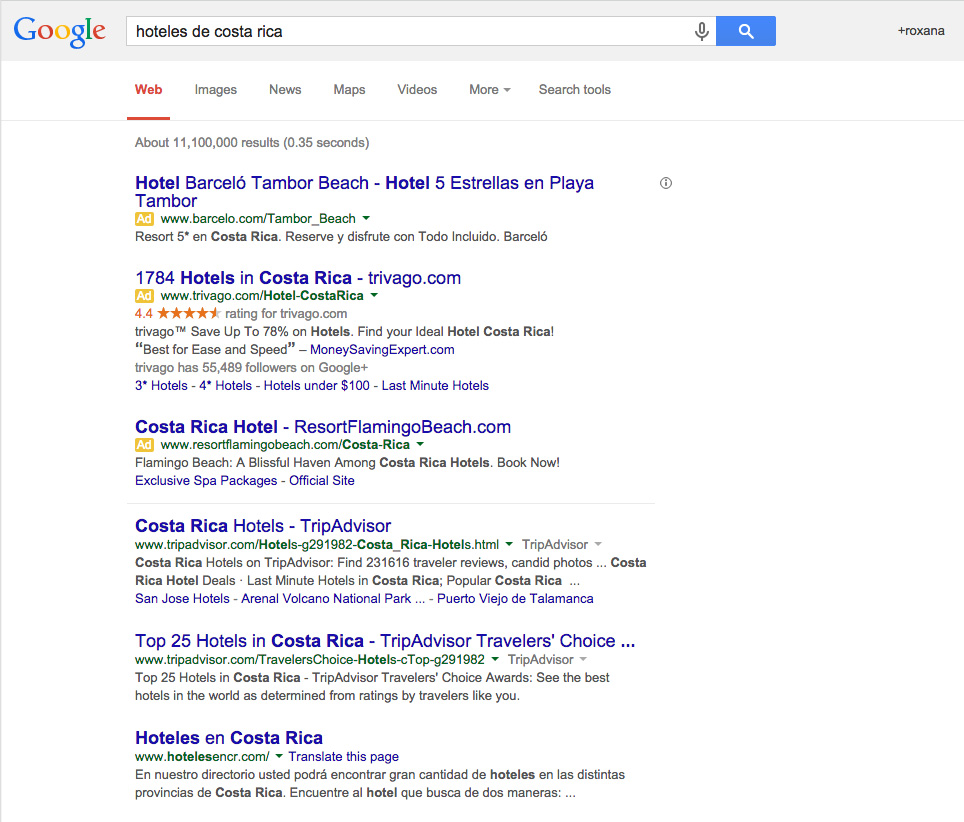 Google
hoteles de costa rica
+roxana
Web Images News Maps Videos More Search tools
About 11,100,000 results (0.35 seconds)
Hotel Barceló Tambor Beach - Hotel 5 Estrellas en Playa
Tambor
Ad www.barcelo.com/Tambor_Beach
Resort 5* en Costa Rica. Reserve y disfrute con Todo Incluido. Barceló
1784 Hotels in Costa Rica - trivago.com
Ad www.trivago.com/Hotel-CostaRica
4.4 ★★★★★ rating for trivago.com
trivago™ Save Up To 78% on Hotels. Find your Ideal Hotel Costa Rica!
“Best for Ease and Speed” – MoneySavingExpert.com
trivago has 55,489 followers on Google+
3* Hotels - 4* Hotels - Hotels under $100 - Last Minute Hotels
Costa Rica Hotel - ResortFlamingoBeach.com
Ad www.resortflamingobeach.com/Costa-Rica
Flamingo Beach: A Blissful Haven Among Costa Rica Hotels. Book Now!
Exclusive Spa Packages - Official Site
Costa Rica Hotels - TripAdvisor
www.tripadvisor.com/Hotels-g291982-Costa_Rica-Hotels.html TripAdvisor
Costa Rica Hotels on TripAdvisor: Find 231616 traveler reviews, candid photos ... Costa
Rica Hotel Deals · Last Minute Hotels in Costa Rica; Popular Costa Rica ...
San Jose Hotels - Arenal Volcano National Park ... - Puerto Viejo de Talamanca
Top 25 Hotels in Costa Rica - TripAdvisor Travelers' Choice ...
www.tripadvisor.com/TravelersChoice-Hotels-cTop-g291982 TripAdvisor
Top 25 Hotels in Costa Rica - TripAdvisor Travelers' Choice Awards: See the best
hotels in the world as determined from ratings by travelers like you.
Hoteles en Costa Rica
www.hotelesencr.com/ Translate this page
En nuestro directorio usted podrá encontrar gran cantidad de hoteles en las distintas
provincias de Costa Rica. Encuentre al hotel que busca de dos maneras: ...